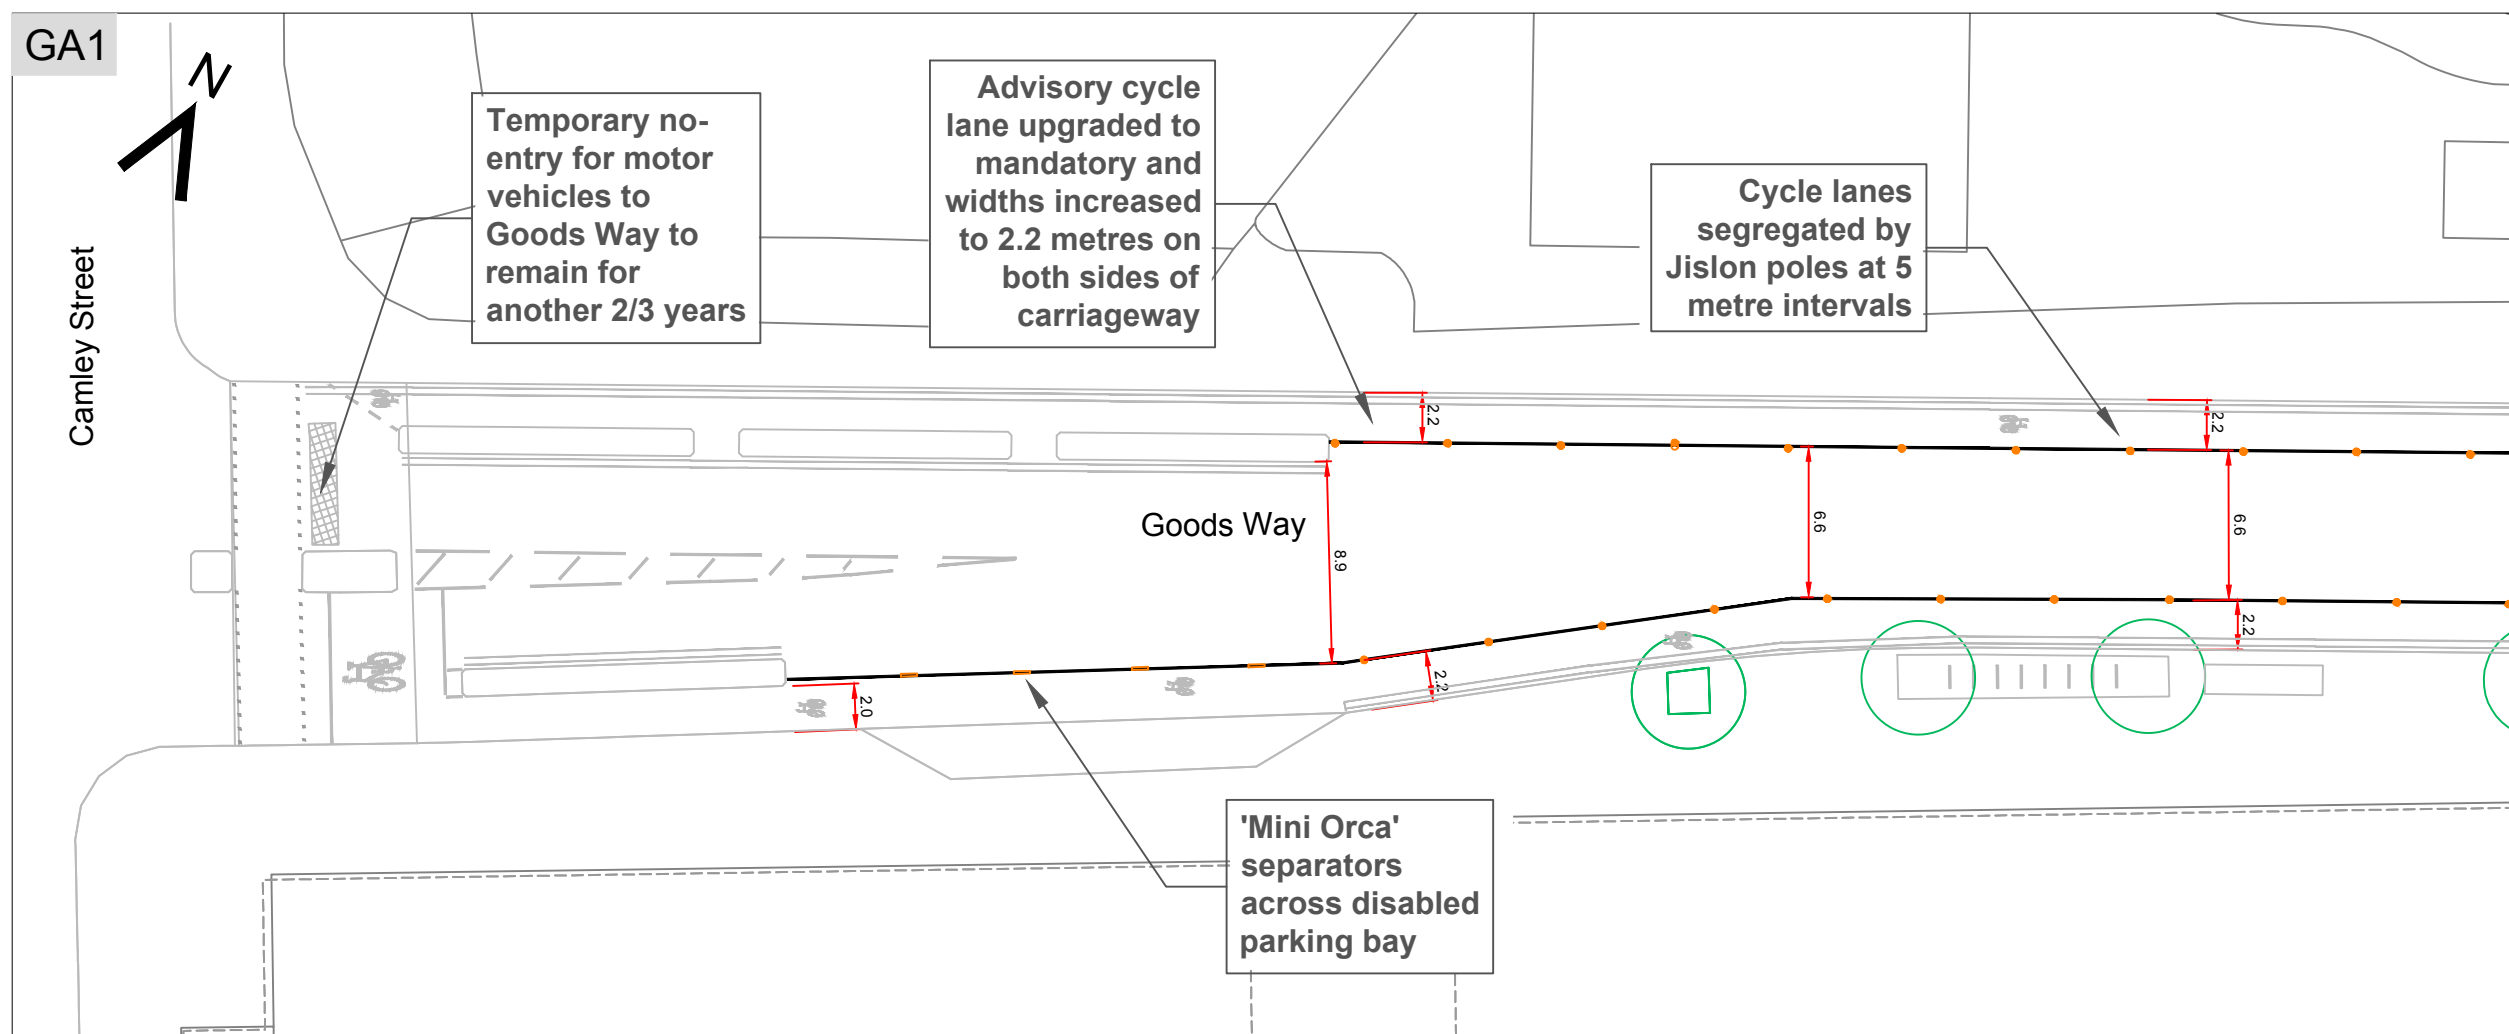 GA1
N
Temporary no-
entry for motor
vehicles to
Goods Way to
remain for
another 2/3 years
Advisory cycle
lane upgraded to
mandatory and
widths increased
to 2.2 metres on
both sides of
carriageway
Cycle lanes
segregated by
Jislon poles at 5
metre intervals
Camley Street
2.2
2.2
Goods Way
8.9
6.6
6.6
2.0
2.2
2.2
'Mini Orca'
separators
across disabled
parking bay